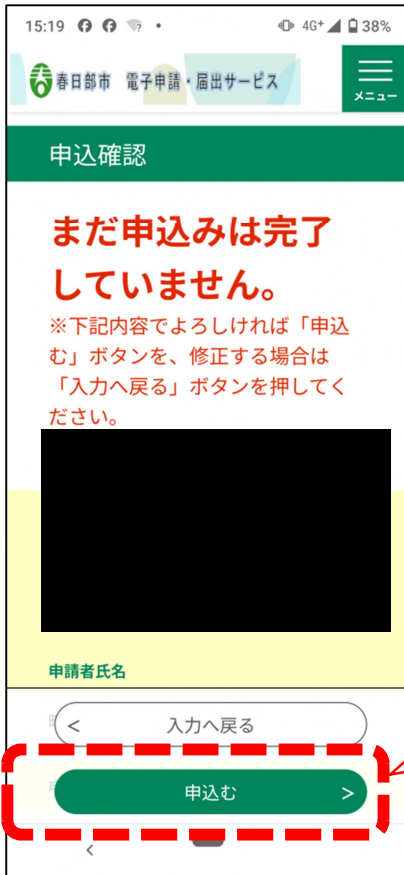 15:19 4G+ 38%
春日部市 電子申請・届出サービス
メニュー
申込確認
まだ申込みは完了
していません。
※下記内容でよろしければ「申込
む」ボタンを、修正する場合は
「入力へ戻る」ボタンを押してく
ださい。
申請者氏名
< 入力へ戻る
申込む >